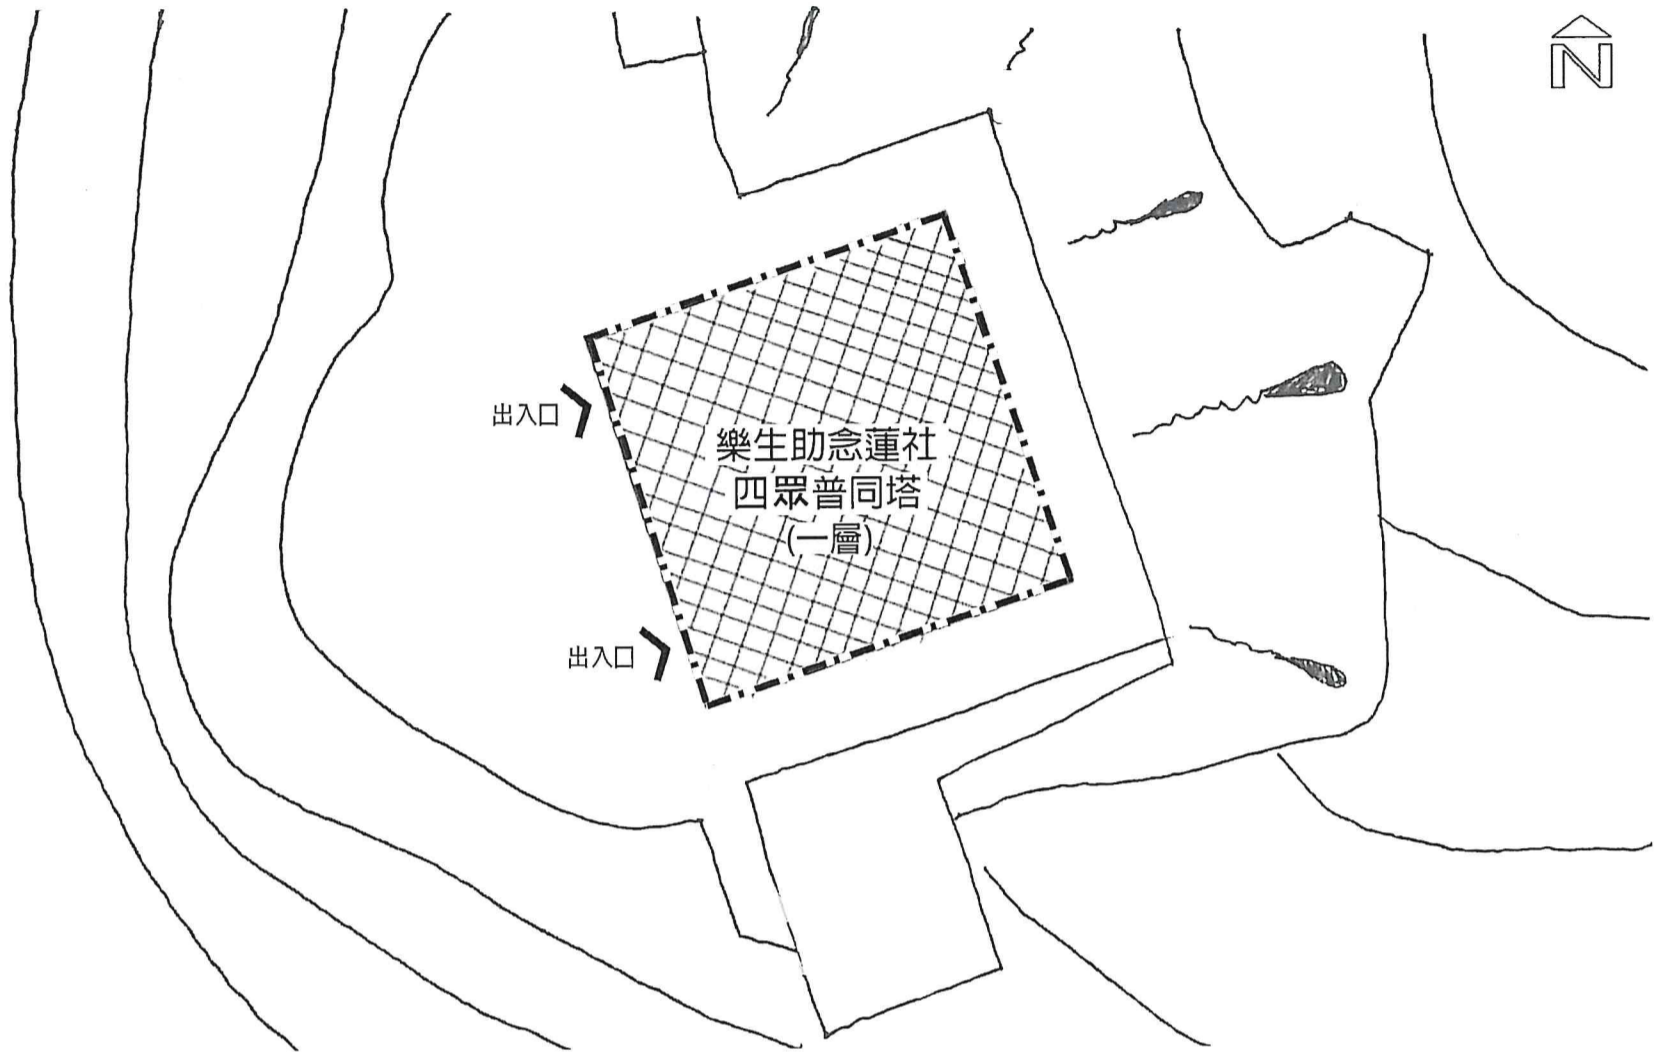 N
出入口
樂生助念蓮社
四眾普同塔
(一層)
出入口